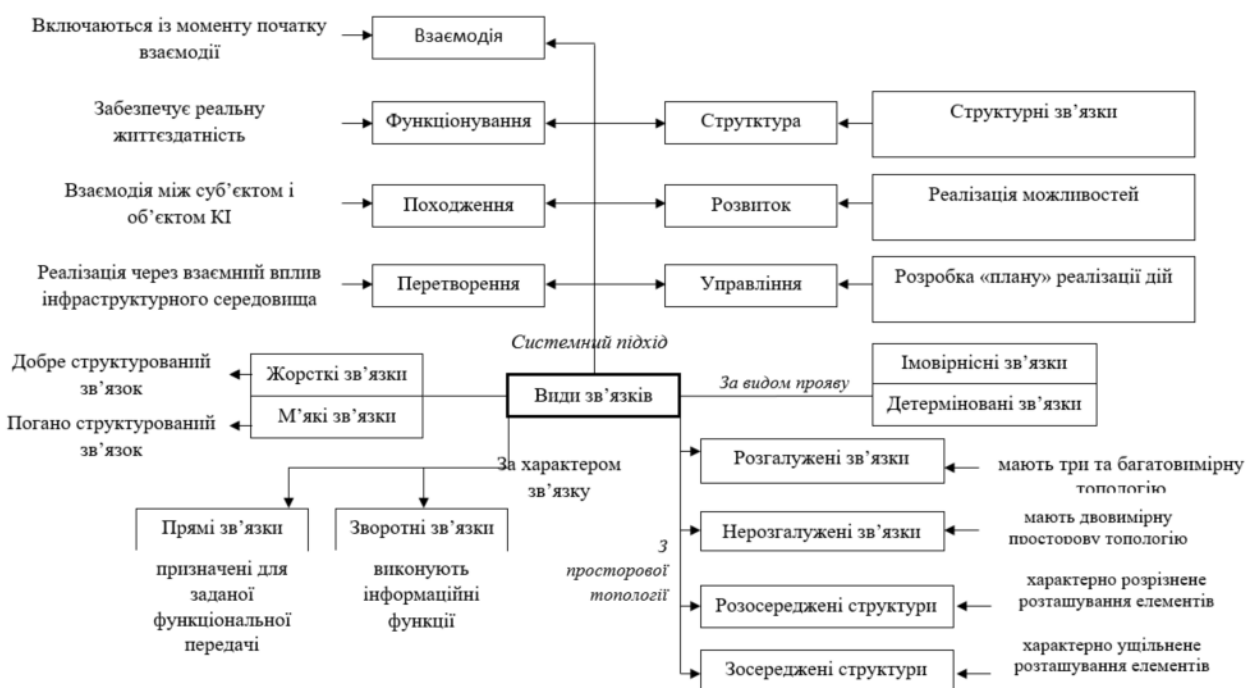 Включаються із моменту початку
взаємодії
Взаємодія
Забезпечує реальну
життєздатність
Функціонування
Струтктура
Структурні зв’язки
Взаємодія між суб’єктом і
об’єктом КІ
Походження
Розвиток
Реалізація можливостей
Реалізація через взаємний вплив
інфраструктурного середовища
Перетворення
Управління
Розробка «плану» реалізації дій
Системний підхід
Добре структурований
зв’язок
Жорсткі зв’язки
Погано структурований
зв’язок
М’які зв’язки
Види зв’язків
За видом прояву
Імовірнісні зв’язки
Детерміновані зв’язки
За характером
зв’язку
Прямі зв’язки
призначені для
заданої
функціональної
передачі
Зворотні зв’язки
виконують
інформаційні
функції
З
просторової
топології
Розгалужені зв’язки
мають три та багатовимірну
топологію
Нерозгалужені зв’язки
мають двовимірну
просторову топологію
Розосереджені структури
характерно розрізнене
розташування елементів
Зосереджені структури
характерно ущільнене
розташування елементів